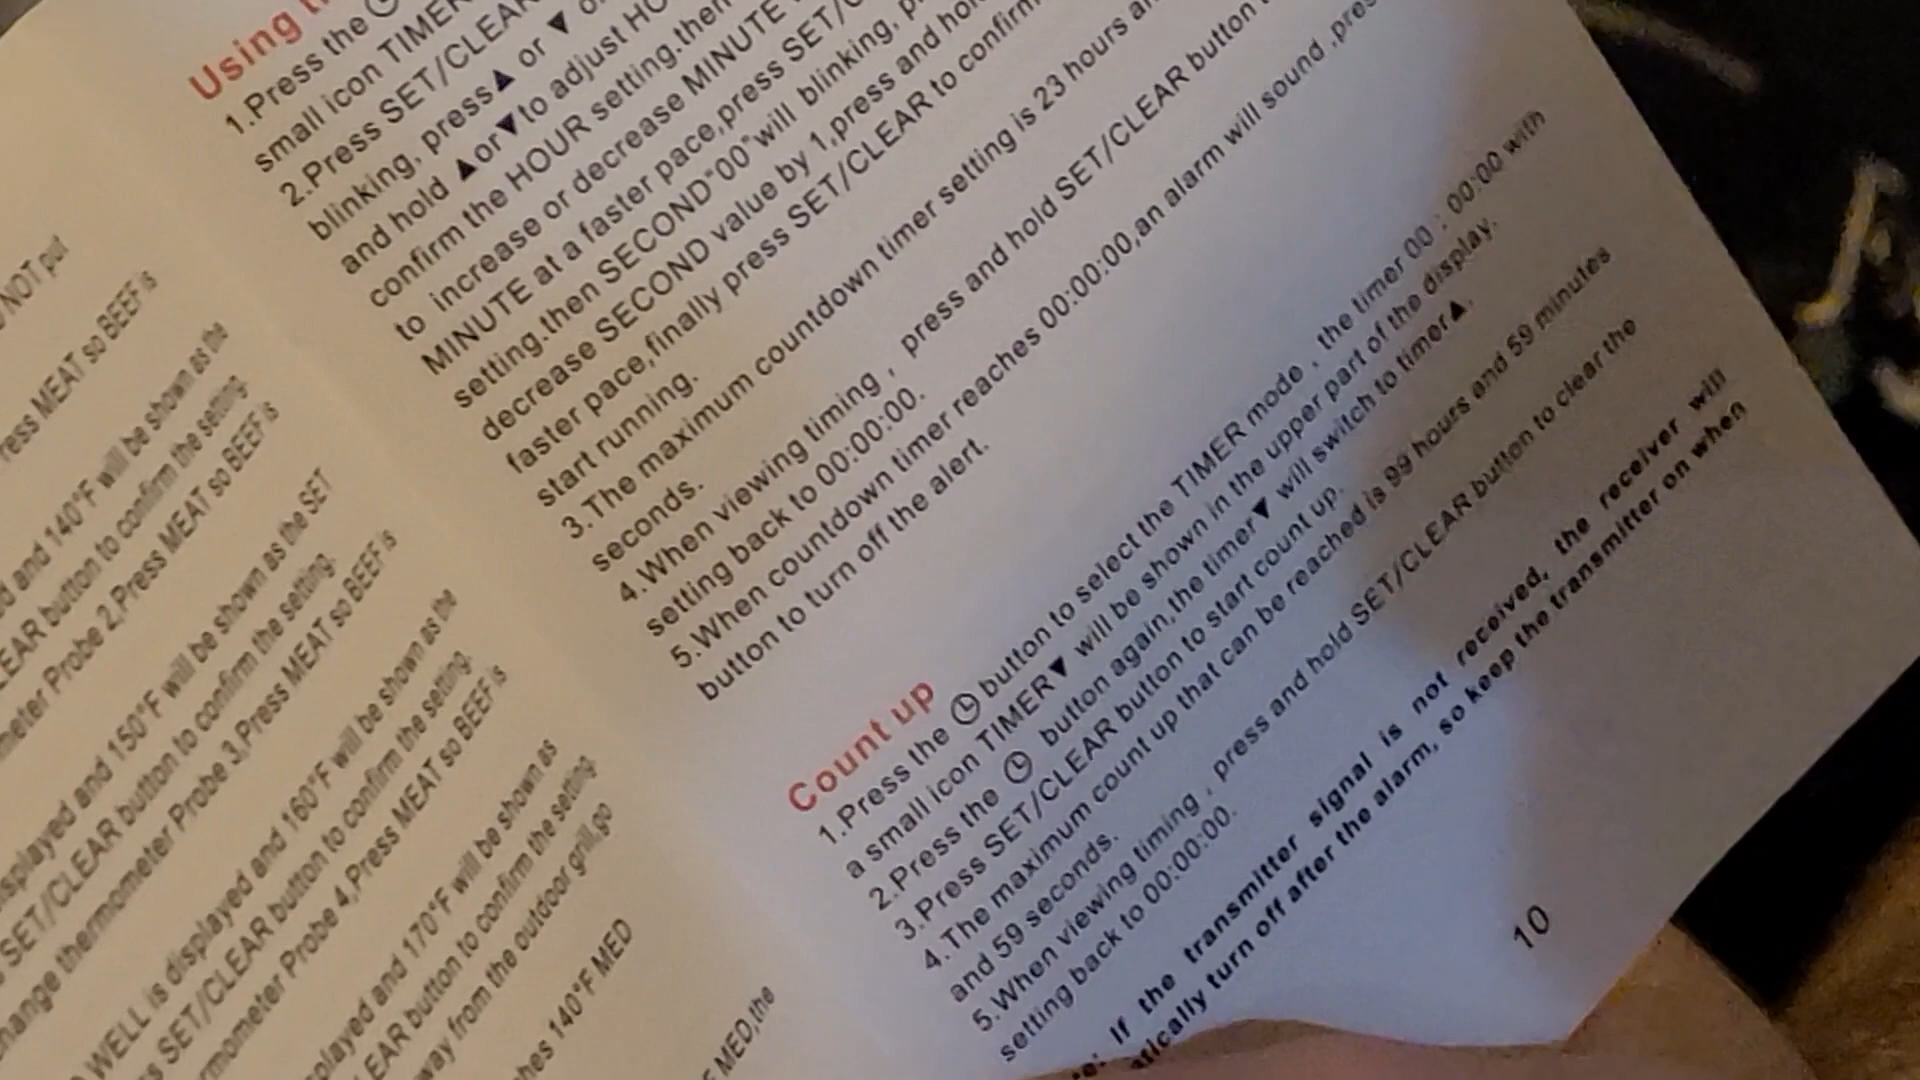 NOT put
press MEAT so BEEF is
and 140°F will be shown as the
button to confirm the setting.
Probe 2,Press MEAT so BEEF is
and 150°F will be shown as the SET
SET/CLEAR button to confirm the setting.
thermometer Probe 3,Press MEAT so BEEF is
WELL is displayed and 160°F will be shown as the
SET/CLEAR button to confirm the setting.
Probe 4,Press MEAT so BEEF is
and 170°F will be shown as
button to confirm the setting
away from the outdoor grill,go
140°F MED
MED,the
Using
1.Press the
small icon TIMER
2.Press SET/CLEAR
blinking, press▲ or ▼
and hold ▲or▼to adjust
confirm the HOUR setting.then
to increase or decrease MINUTE
MINUTE at a faster pace,press
setting.then SECOND"00"will blinking,
decrease SECOND value by 1,press and hold
faster pace,finally press SET/CLEAR to confirm
start running.
3.The maximum countdown timer setting is 23 hours
seconds.
4.When viewing timing , press and hold SET/CLEAR button
setting back to 00:00:00.
5.When countdown timer reaches 00:00:00,an alarm will sound .
button to turn off the alert.
Count up
1.Press the button to select the TIMER mode , the timer 00 : 00:00 with
a small icon TIMER▼ will be shown in the upper part of the display.
2.Press the button again,the timer▼ will switch to timer▲.
3.Press SET/CLEAR button to start count up.
4.The maximum count up that can be reached is 99 hours and 59 minutes
and 59 seconds.
5.When viewing timing , press and hold SET/CLEAR button to clear the
setting back to 00:00:00.
If the transmitter signal is not received, the receiver will
turn off after the alarm, so keep the transmitter on when
10